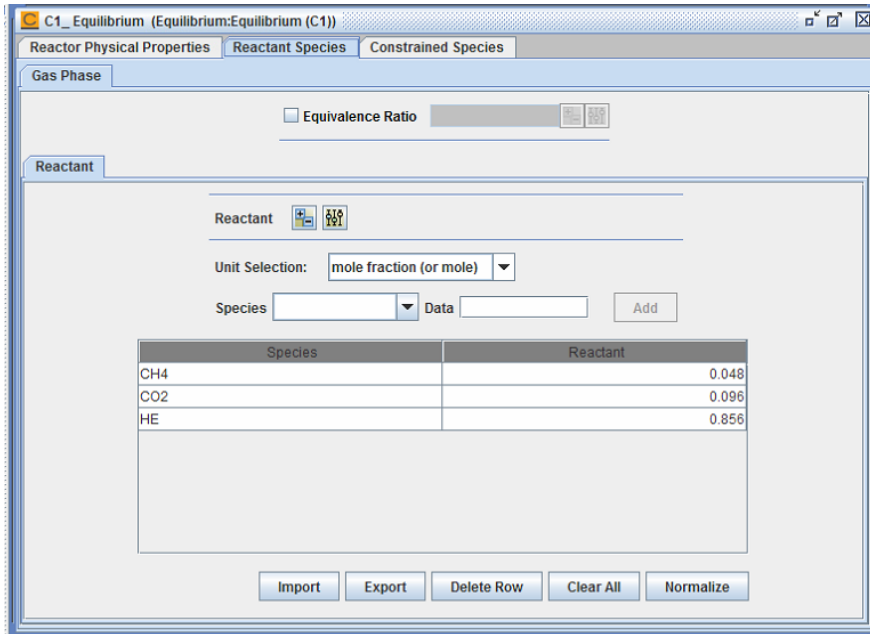 C1_ Equilibrium (Equilibrium:Equilibrium (C1))
Reactor Physical Properties Reactant Species Constrained Species
Gas Phase
Equivalence Ratio
Reactant
Reactant
Unit Selection: mole fraction (or mole)
Species Data Add
Species Reactant
CH4 0.048
CO2 0.096
HE 0.856
Import Export Delete Row Clear All Normalize